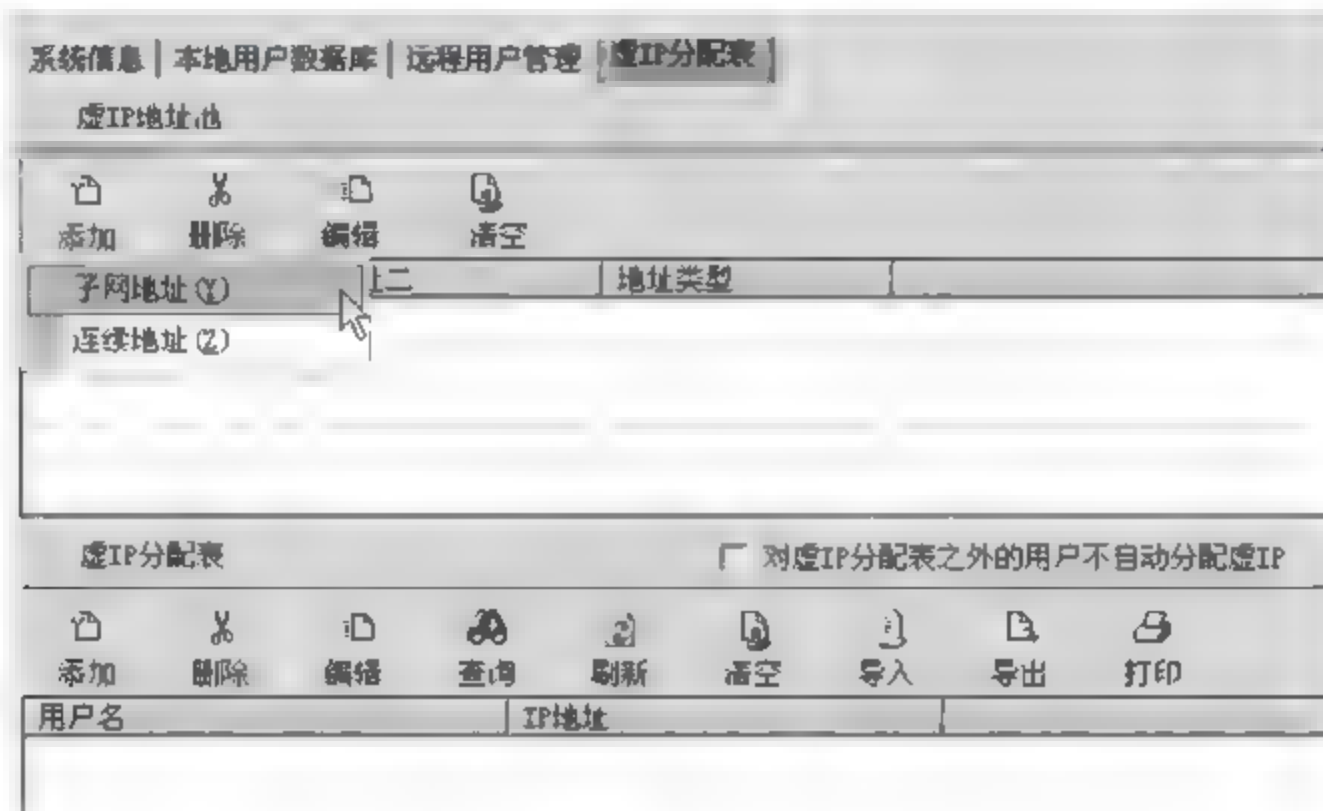 系统信息 本地用户数据库 远程用户管理 虚IP分配表
虚IP地址池
添加 删除 编辑 清空
子网地址(Y) 地址类型
连续地址(Z)
虚IP分配表 对虚IP分配表之外的用户不自动分配虚IP
添加 删除 编辑 查询 刷新 清空 导入 导出 打印
用户名 IP地址